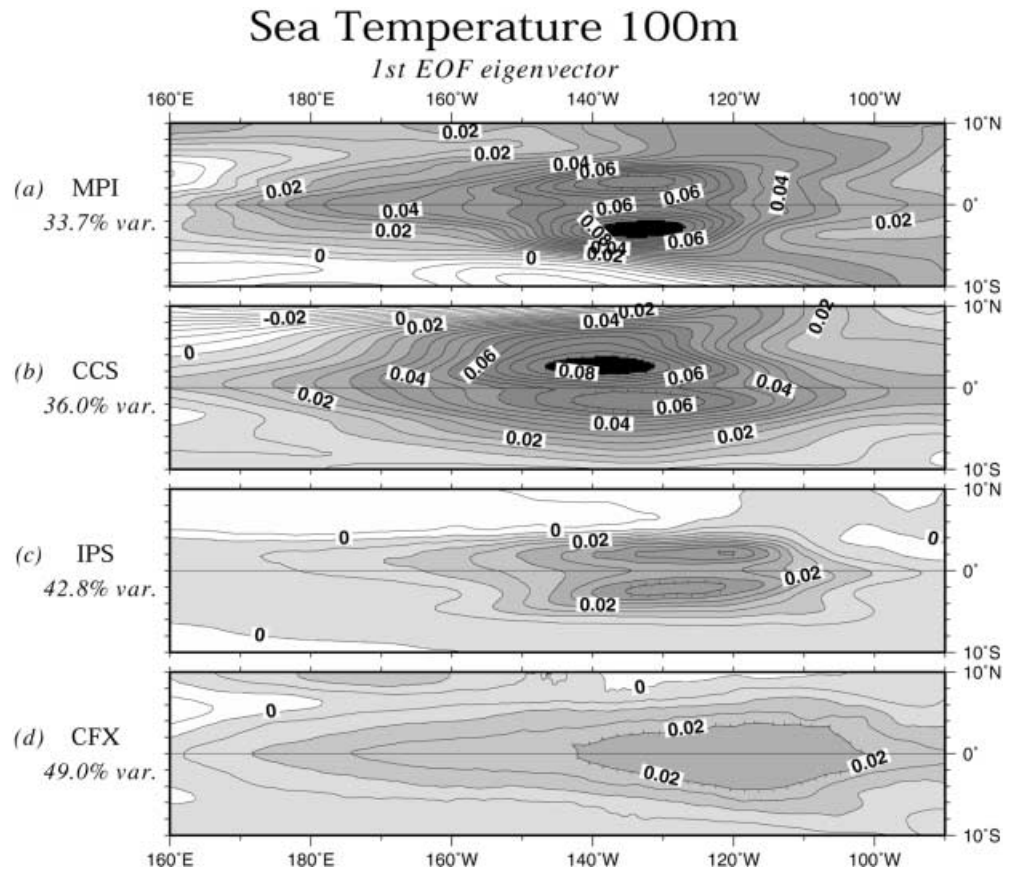 Sea Temperature 100m
1st EOF eigenvector
160˚E 180˚E 160˚W 140˚W 120˚W 100˚W
(a) MPI
33.7% var.
0.02 0.02 0.04 0.06 0.02 0.06 0.04 0.04 0.06 0.02 0.08 0.02 0.06 0.04 0.02 0 0
10˚N
0˚
10˚S
(b) CCS
36.0% var.
-0.02 0 0.02 0.04 0.02 0.02 0 0.06 0.04 0.08 0.06 0.04 0.02 0.06 0.04 0.02 0.02
10˚N
0˚
10˚S
(c) IPS
42.8% var.
0 0 0.02 0 0.02 0.02 0
10˚N
0˚
10˚S
(d) CFX
49.0% var.
0 0 0.02 0.02 0.02
10˚N
0˚
10˚S
160˚E 180˚E 160˚W 140˚W 120˚W 100˚W